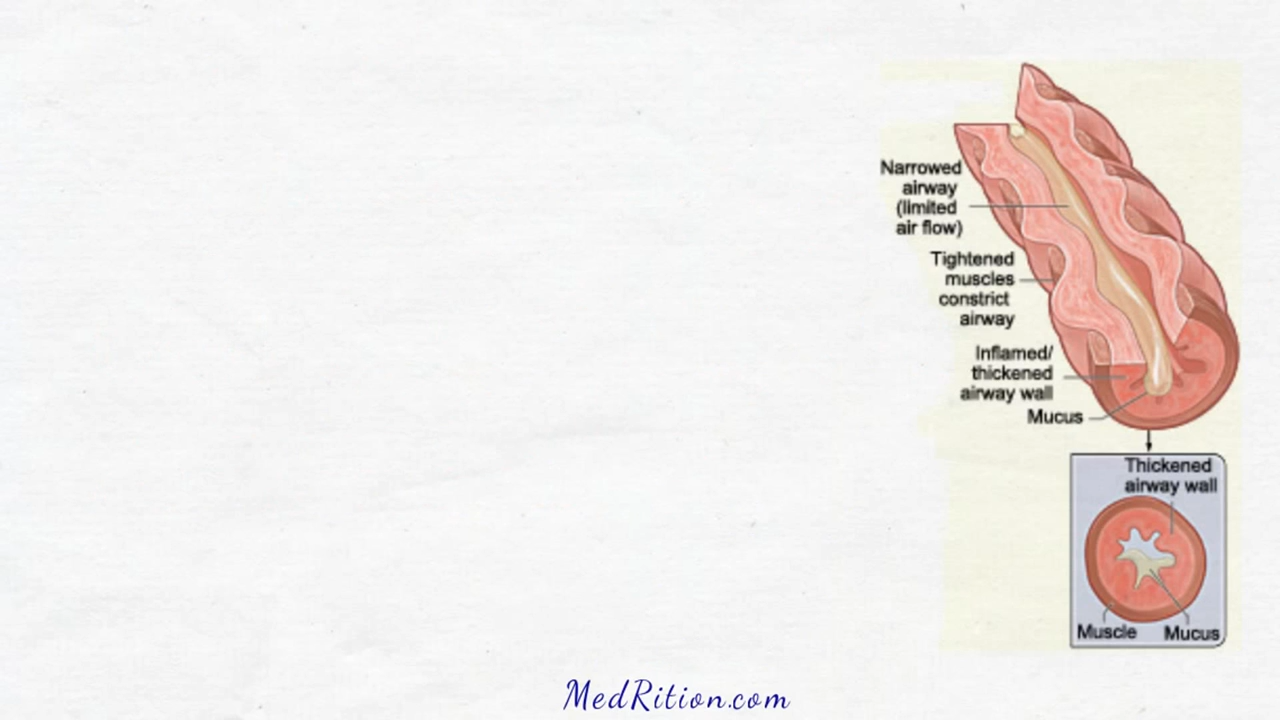 Narrowed
airway
(limited
air flow)
Tightened
muscles
constrict
airway
Inflamed/
thickened
airway wall
Mucus
Thickened
airway wall
Muscle
Mucus
MedRition.com